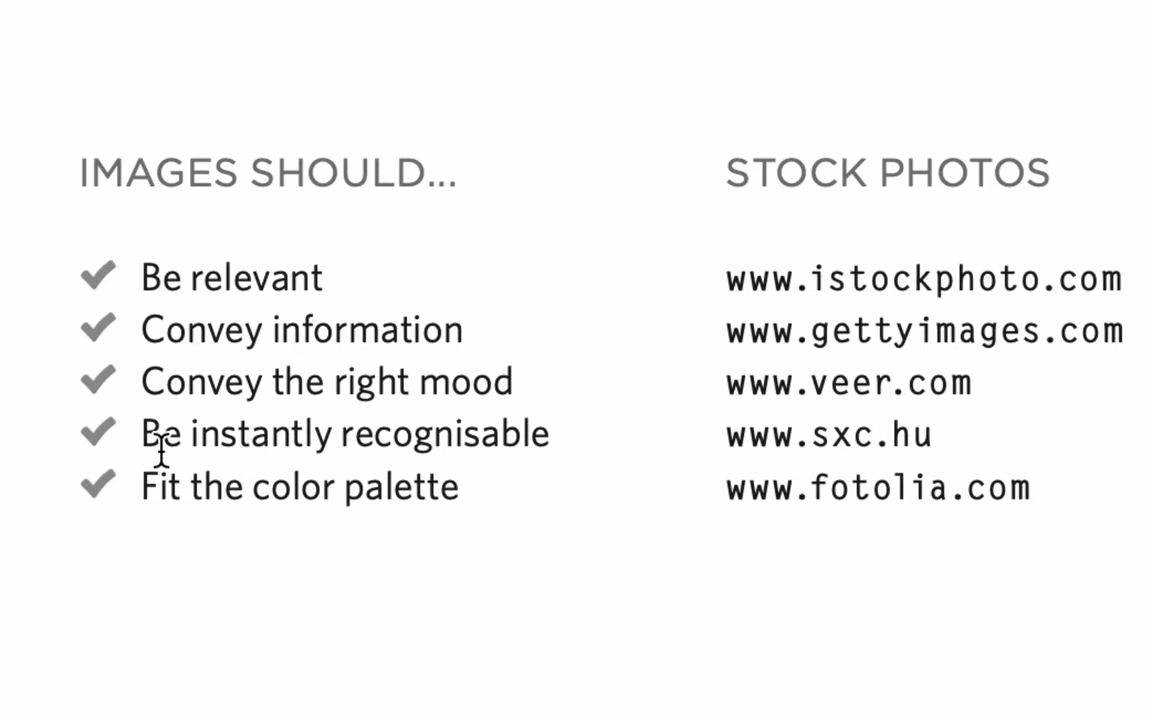 IMAGES SHOULD...
Be relevant
Convey information
Convey the right mood
Be instantly recognisable
Fit the color palette
STOCK PHOTOS
www.istockphoto.com
www.gettyimages.com
www.veer.com
www.sxc.hu
www.fotolia.com